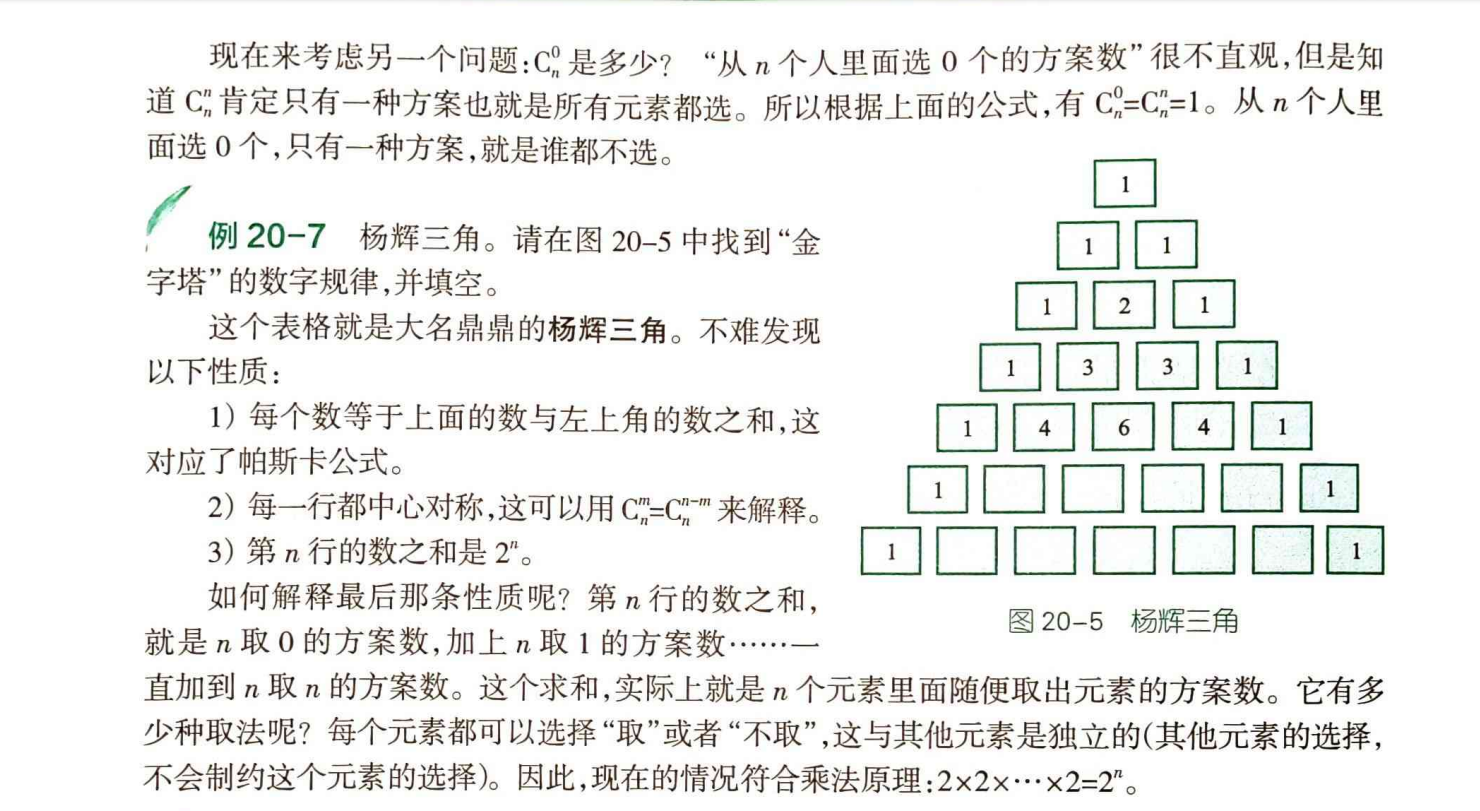 现在来考虑另一个问题:C⁰ₙ是多少? “从 n 个人里面选 0 个的方案数”很不直观,但是知
道 Cⁿₙ肯定只有一种方案也就是所有元素都选。所以根据上面的公式,有 C⁰ₙ=Cⁿₙ=1。从 n 个人里
面选 0 个,只有一种方案,就是谁都不选。
例 20-7 杨辉三角。请在图 20-5 中找到“金
字塔”的数字规律,并填空。
这个表格就是大名鼎鼎的杨辉三角。不难发现
以下性质:
1) 每个数等于上面的数与左上角的数之和,这
对应了帕斯卡公式。
2) 每一行都中心对称,这可以用 Cᵐₙ=Cⁿ⁻ᵐₙ 来解释。
3) 第 n 行的数之和是 2ⁿ。
如何解释最后那条性质呢? 第 n 行的数之和,
就是 n 取 0 的方案数,加上 n 取 1 的方案数……一
直加到 n 取 n 的方案数。这个求和,实际上就是 n 个元素里面随便取出元素的方案数。它有多
少种取法呢? 每个元素都可以选择“取”或者“不取”,这与其他元素是独立的(其他元素的选择,
不会制约这个元素的选择)。因此,现在的情况符合乘法原理:2×2×…×2=2ⁿ。
1
1 1
1 2 1
1 3 3 1
1 4 6 4 1
1 1
1 1
图 20-5 杨辉三角